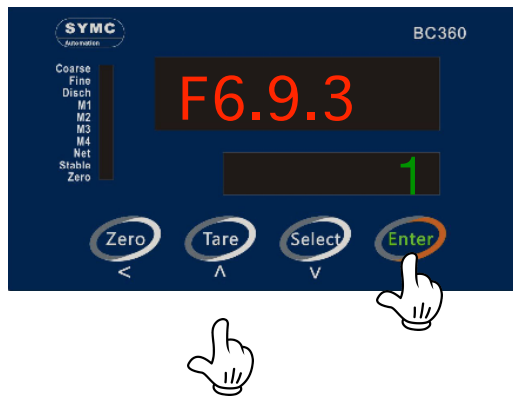 SYMC
Automation
BC360
Coarse
Fine
Disch
M1
M2
M3
M4
Net
Stable
Zero
F6.9.3
1
Zero Tare Select Enter
< ∧ ∨